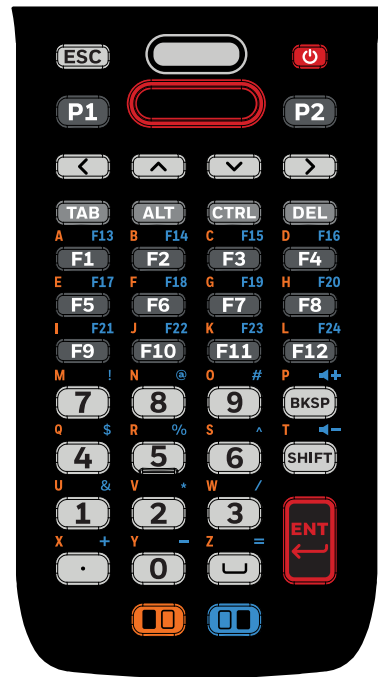 ESC
P1 P2
TAB ALT CTRL DEL
A F13 B F14 C F15 D F16
F1 F2 F3 F4
E F17 F F18 G F19 H F20
F5 F6 F7 F8
I F21 J F22 K F23 L F24
F9 F10 F11 F12
M ! N @ O # P +
7 8 9 BKSP
Q $ R % S ^ T -
4 5 6 SHIFT
U & V * W /
1 2 3 ENT
X + Y - Z =
. 0